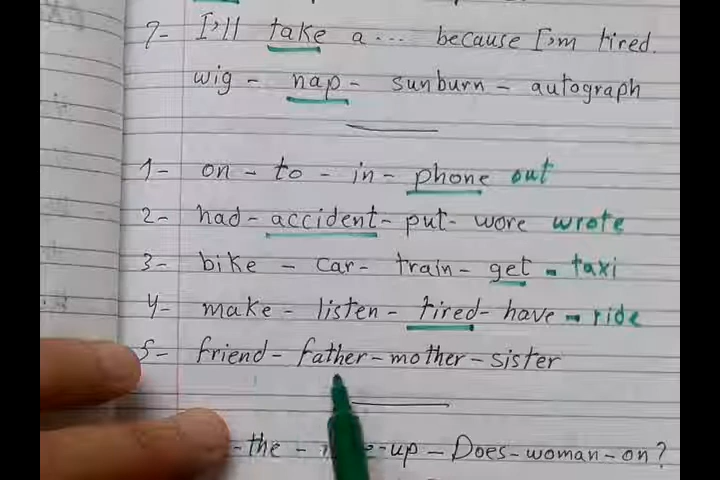 9- I'll take a ... because I'm tired.
wig - nap - sunburn - autograph
1- on - to - in - phone out
2- had - accident - put - wore wrote
3- bike - car - train - get - taxi
4- make - listen - tired - have - ride
5- friend - father - mother - sister
-the - -up - Does - woman - on?